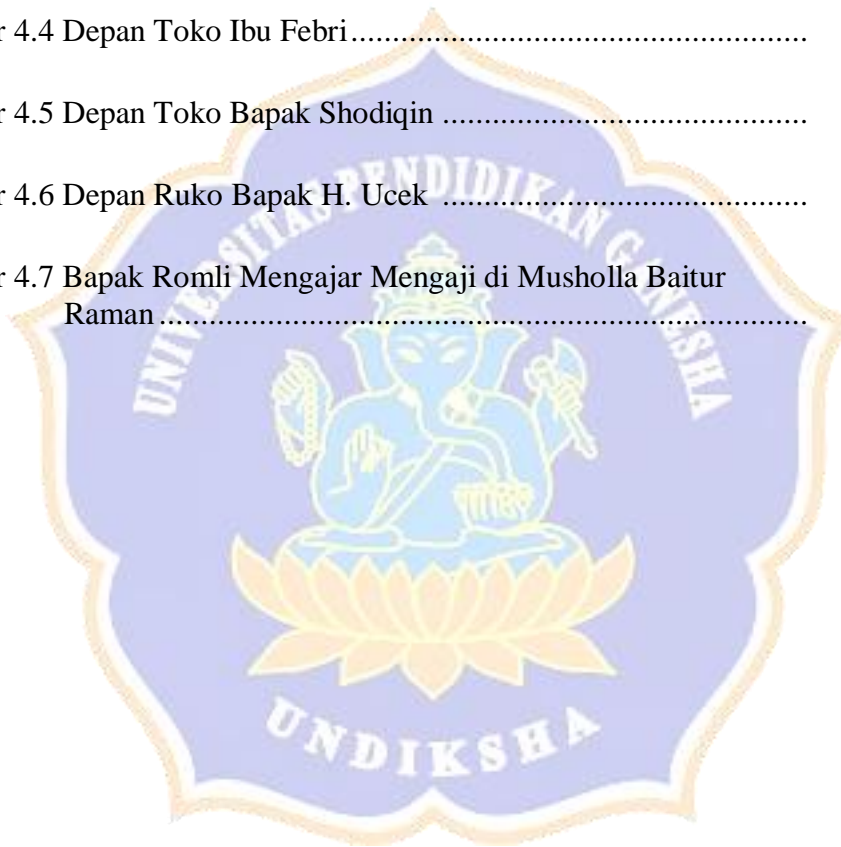 r 4.4 Depan Toko Ibu Febri.......................................................
r 4.5 Depan Toko Bapak Shodiqin ............................................
r 4.6 Depan Ruko Bapak H. Ucek ............................................
r 4.7 Bapak Romli Mengajar Mengaji di Musholla Baitur
Raman..............................................................................
UNIVERSITAS PENDIDIKAN GANESHA
UNDIKSHA